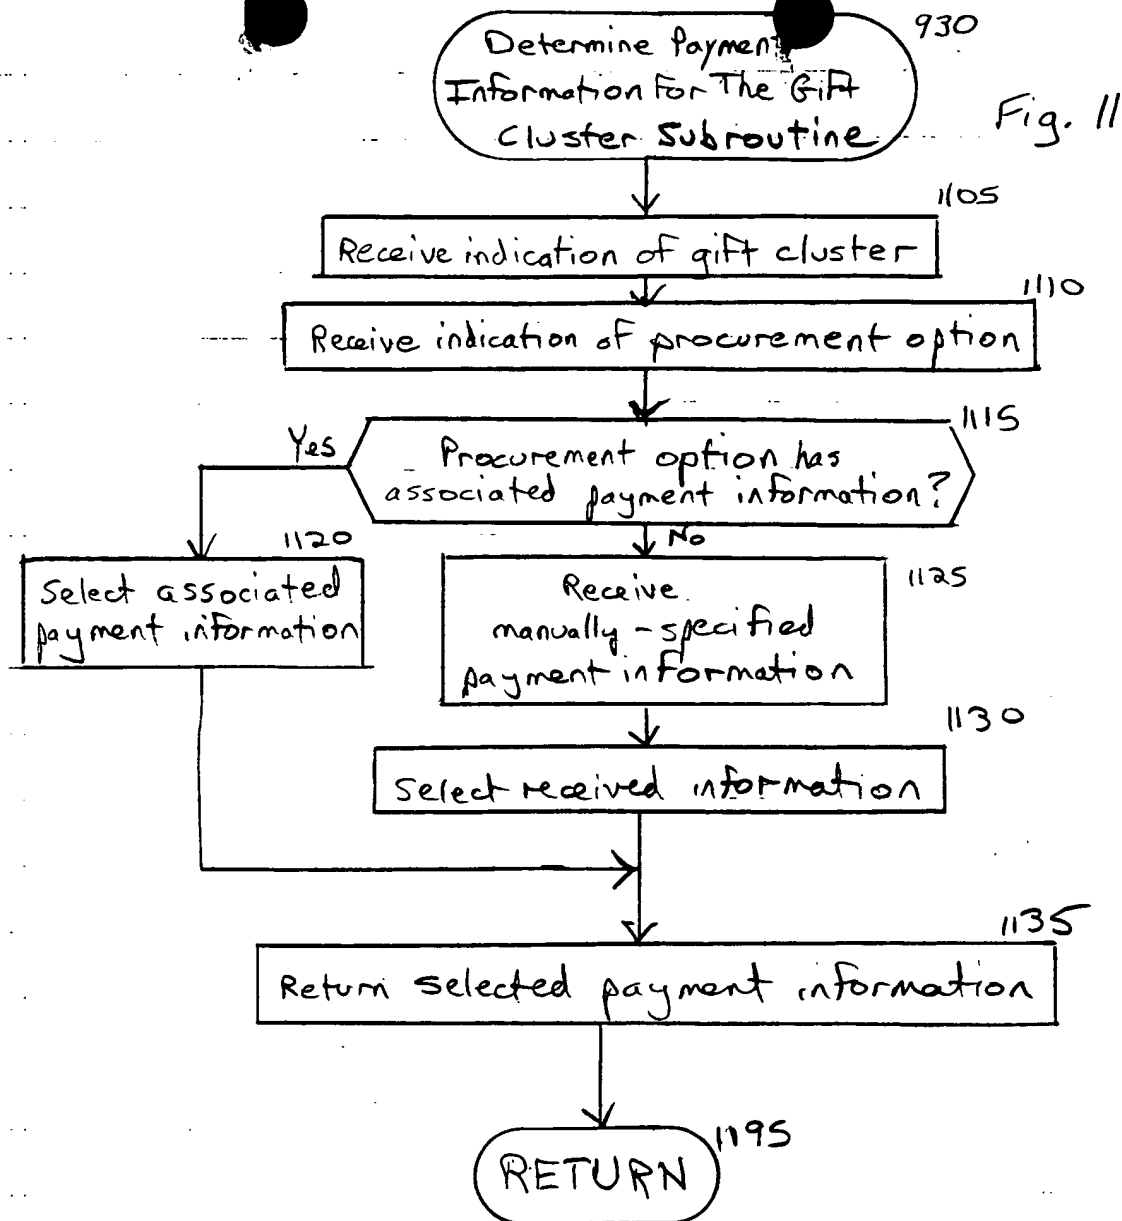 930
Determine Payment
Information For The Gift
Cluster Subroutine
Fig. 11
1105
Receive indication of gift cluster
1110
Receive indication of procurement option
1115
Yes
Procurement option has
associated payment information?
No
1120
Select associated
payment information
1125
Receive
manually-specified
payment information
1130
Select received information
1135
Return selected payment information
1195
RETURN